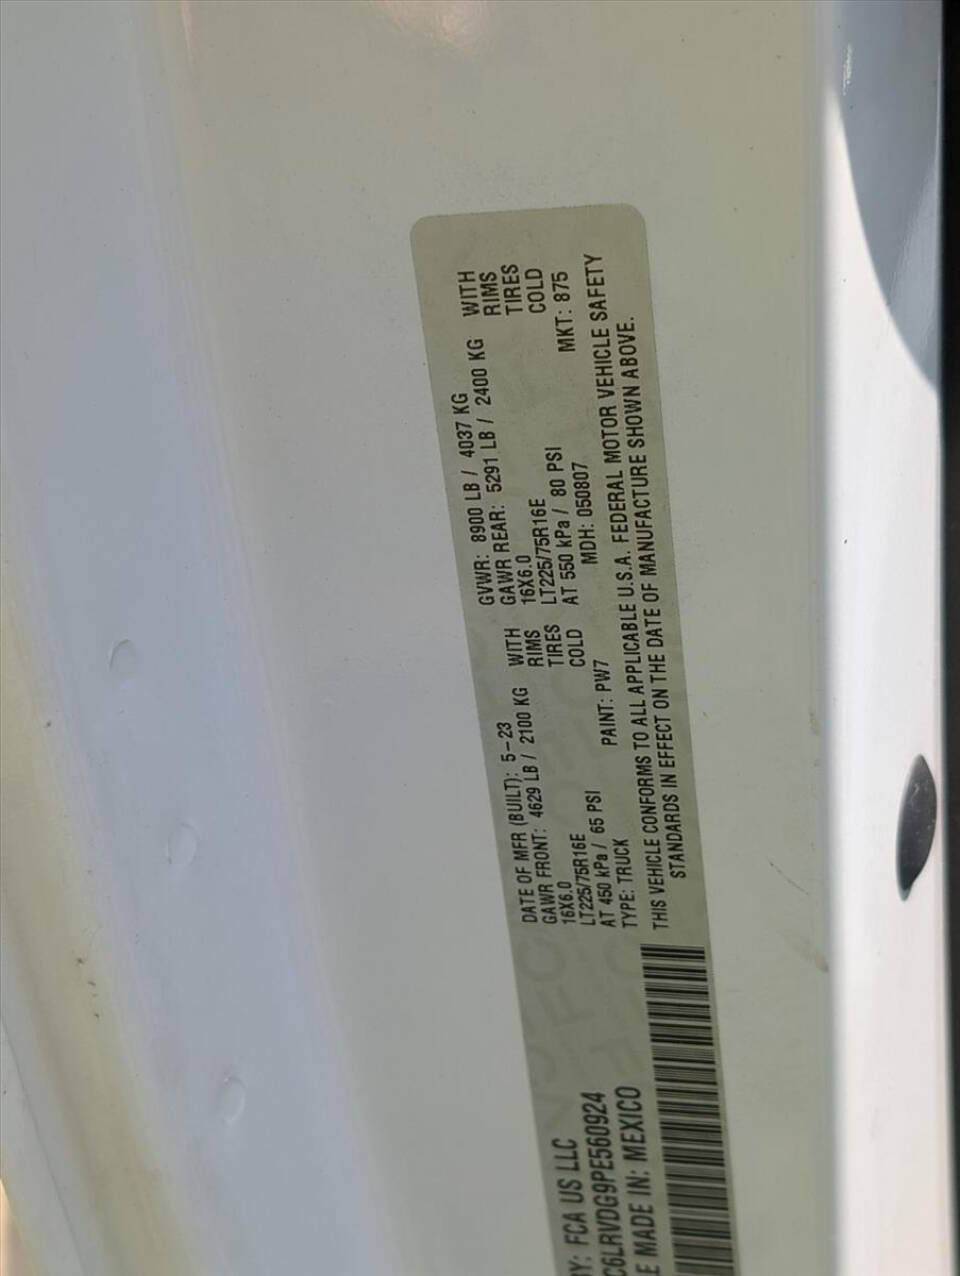 Y: FCA US LLC
C6LRVDG9PE560924
E MADE IN: MEXICO
DATE OF MFR (BUILT): 5-23
GVWR: 8900 LB / 4037 KG
GAWR FRONT: 4629 LB / 2100 KG WITH
GAWR REAR: 5291 LB / 2400 KG WITH
16X6.0 RIMS
16X6.0 RIMS
LT225/75R16E TIRES
LT225/75R16E TIRES
AT 450 kPa / 65 PSI COLD
AT 550 kPa / 80 PSI COLD
TYPE: TRUCK PAINT: PW7 MDH: 050807 MKT: 875
THIS VEHICLE CONFORMS TO ALL APPLICABLE U.S.A. FEDERAL MOTOR VEHICLE SAFETY
STANDARDS IN EFFECT ON THE DATE OF MANUFACTURE SHOWN ABOVE.